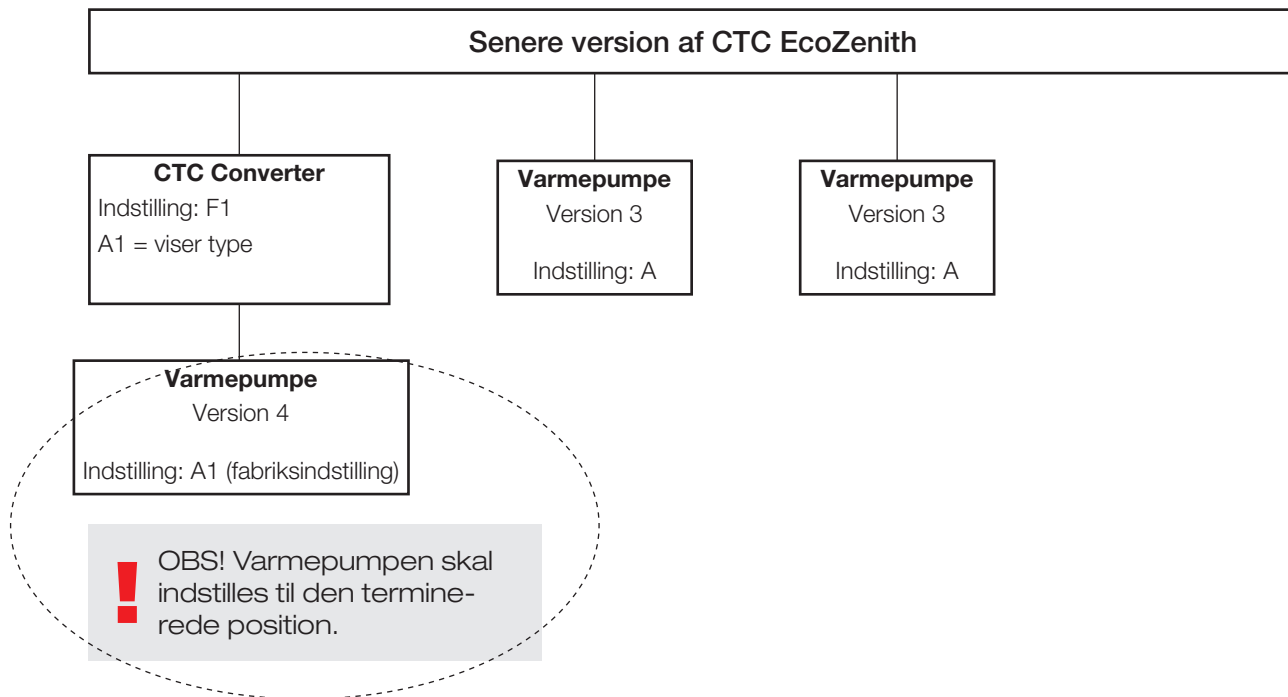 Senere version af CTC EcoZenith
CTC Converter
Indstilling: F1
A1 = viser type
Varmepumpe
Version 3
Indstilling: A
Varmepumpe
Version 3
Indstilling: A
Varmepumpe
Version 4
Indstilling: A1 (fabriksindstilling)
! OBS! Varmepumpen skal
indstilles til den termine-
rede position.